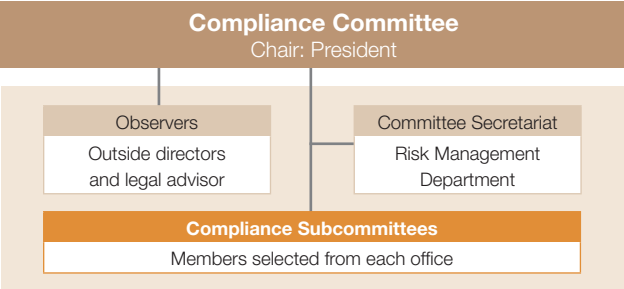 Compliance Committee
Chair: President
Observers
Outside directors
and legal advisor
Committee Secretariat
Risk Management
Department
Compliance Subcommittees
Members selected from each office